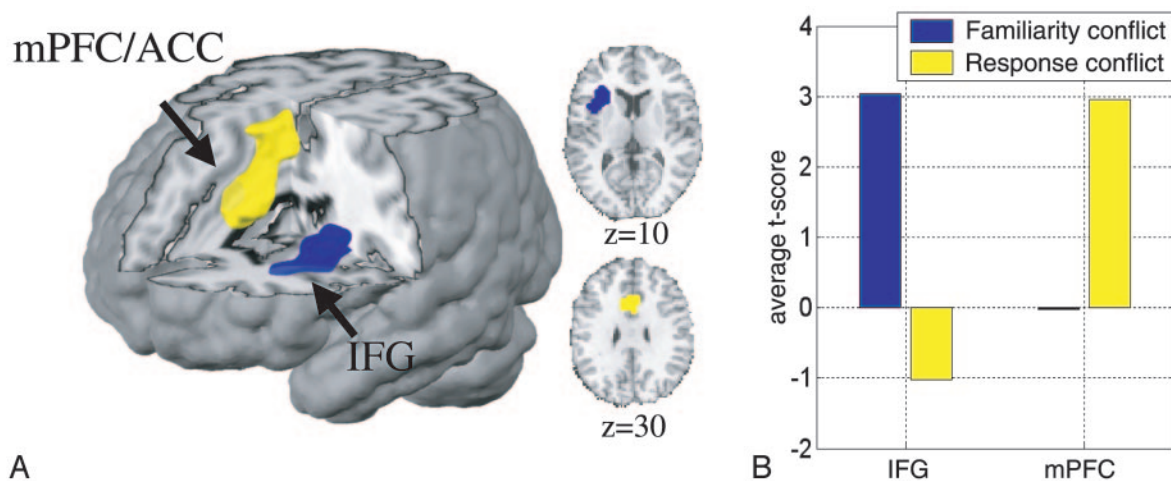 mPFC/ACC
IFG
z=10
z=30
A
B
Familiarity conflict
Response conflict
average t-score
4
3
2
1
0
-1
-2
IFG
mPFC